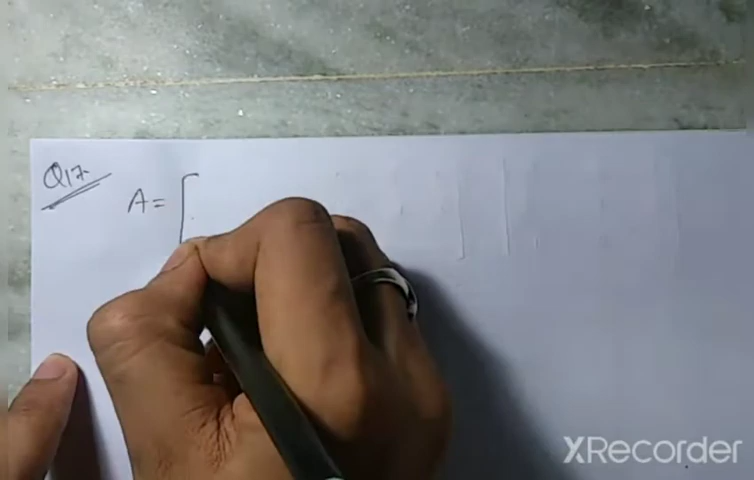 Q17.
A = [
XRecorder